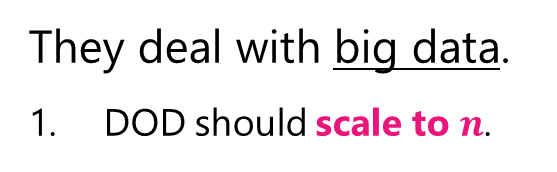 They deal with big data.
1. DOD should scale to n.